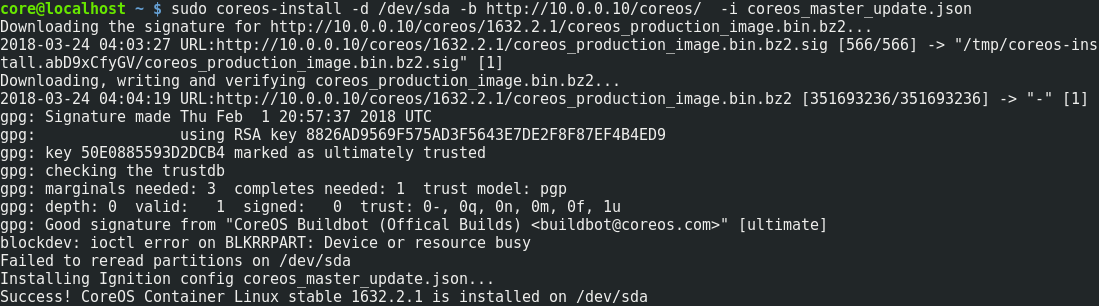 core@localhost ~ $ sudo coreos-install -d /dev/sda -b http://10.0.0.10/coreos/  -i coreos_master_update.json
Downloading the signature for http://10.0.0.10/coreos/1632.2.1/coreos_production_image.bin.bz2...
2018-03-24 04:03:27 URL:http://10.0.0.10/coreos/1632.2.1/coreos_production_image.bin.bz2.sig [566/566] -> "/tmp/coreos-ins
tall.abD9xCfyGV/coreos_production_image.bin.bz2.sig" [1]
Downloading, writing and verifying coreos_production_image.bin.bz2...
2018-03-24 04:04:19 URL:http://10.0.0.10/coreos/1632.2.1/coreos_production_image.bin.bz2 [351693236/351693236] -> "-" [1]
gpg: Signature made Thu Feb  1 20:57:37 2018 UTC
gpg:                using RSA key 8826AD9569F575AD3F5643E7DE2F8F87EF4B4ED9
gpg: key 50E0885593D2DCB4 marked as ultimately trusted
gpg: checking the trustdb
gpg: marginals needed: 3  completes needed: 1  trust model: pgp
gpg: depth: 0  valid:   1  signed:   0  trust: 0-, 0q, 0n, 0m, 0f, 1u
gpg: Good signature from "CoreOS Buildbot (Offical Builds) <buildbot@coreos.com>" [ultimate]
blockdev: ioctl error on BLKRRPART: Device or resource busy
Failed to reread partitions on /dev/sda
Installing Ignition config coreos_master_update.json...
Success! CoreOS Container Linux stable 1632.2.1 is installed on /dev/sda